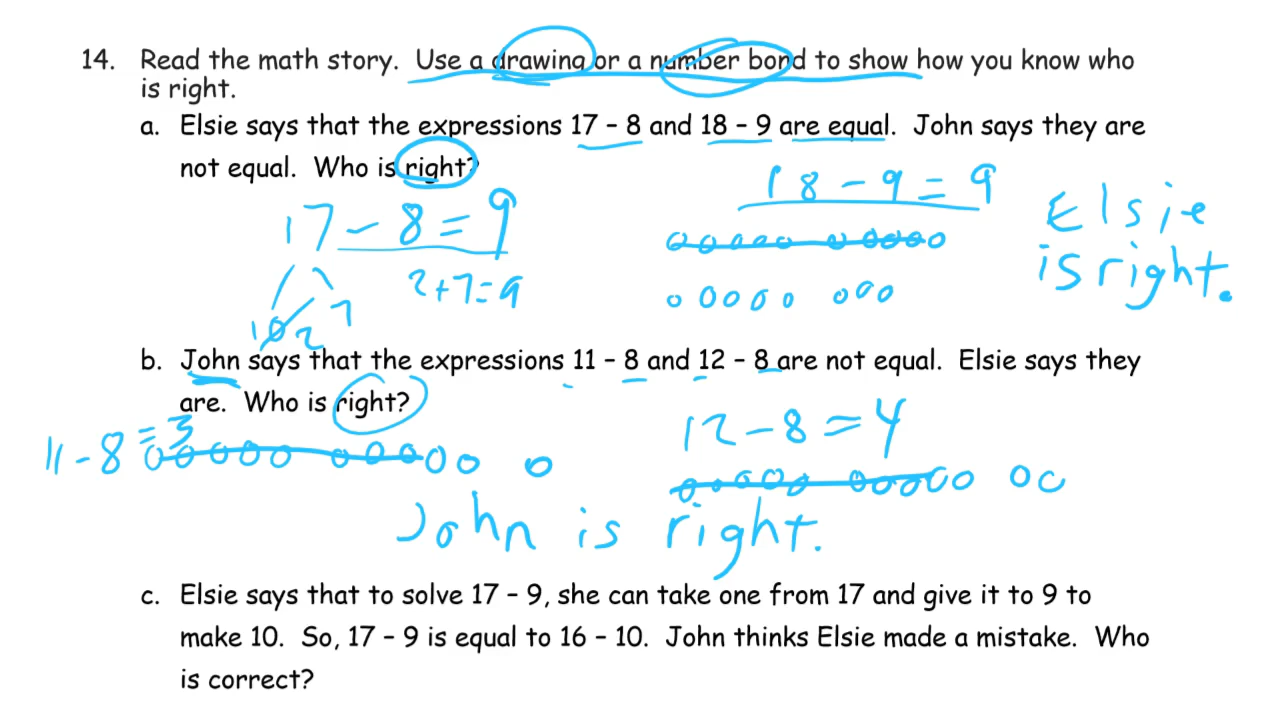 14. Read the math story. Use a drawing or a number bond to show how you know who
is right.
a. Elsie says that the expressions 17 – 8 and 18 – 9 are equal. John says they are
not equal. Who is right?
17 – 8 = 9
10 7
2
2+7=9
18 – 9 = 9
Elsie
is right.
b. John says that the expressions 11 – 8 and 12 – 8 are not equal. Elsie says they
are. Who is right?
11 – 8 = 3
12 – 8 = 4
John is right.
c. Elsie says that to solve 17 – 9, she can take one from 17 and give it to 9 to
make 10. So, 17 – 9 is equal to 16 – 10. John thinks Elsie made a mistake. Who
is correct?